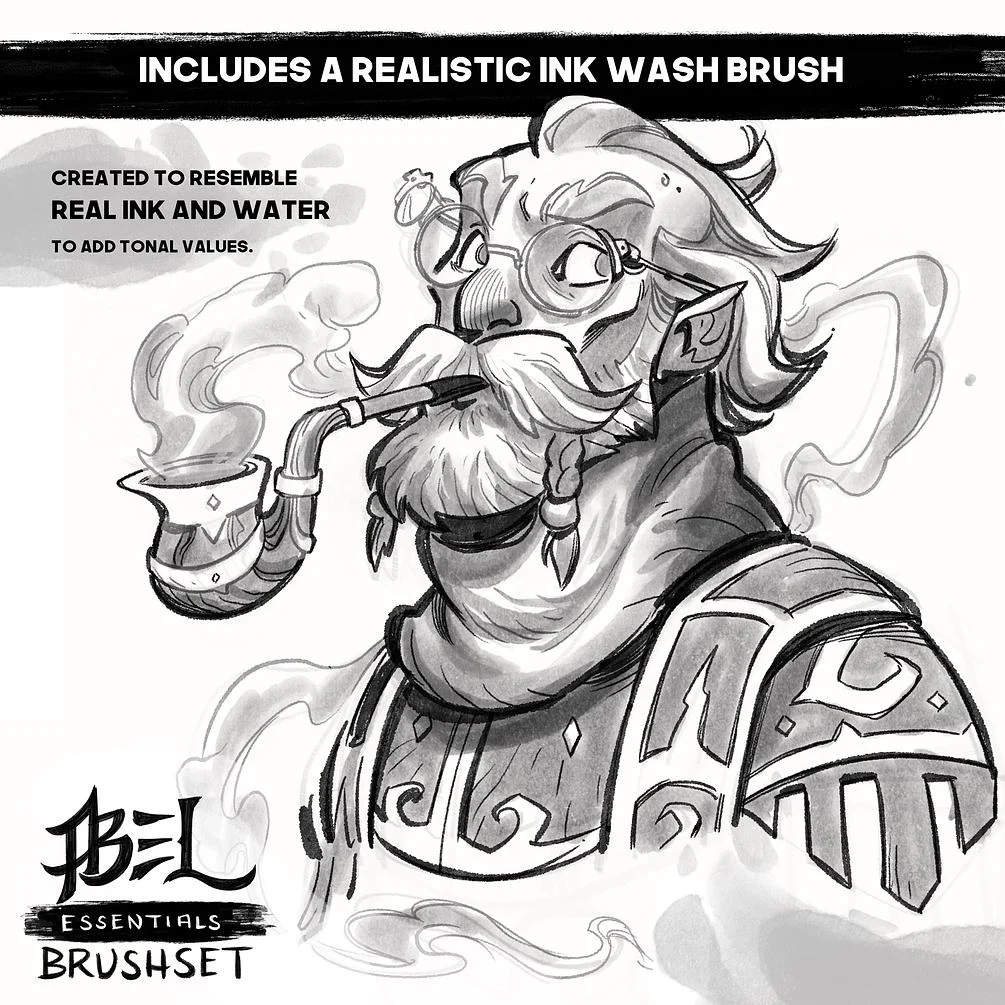 INCLUDES A REALISTIC INK WASH BRUSH
CREATED TO RESEMBLE
REAL INK AND WATER
TO ADD TONAL VALUES.
ABEL
ESSENTIALS
BRUSHSET